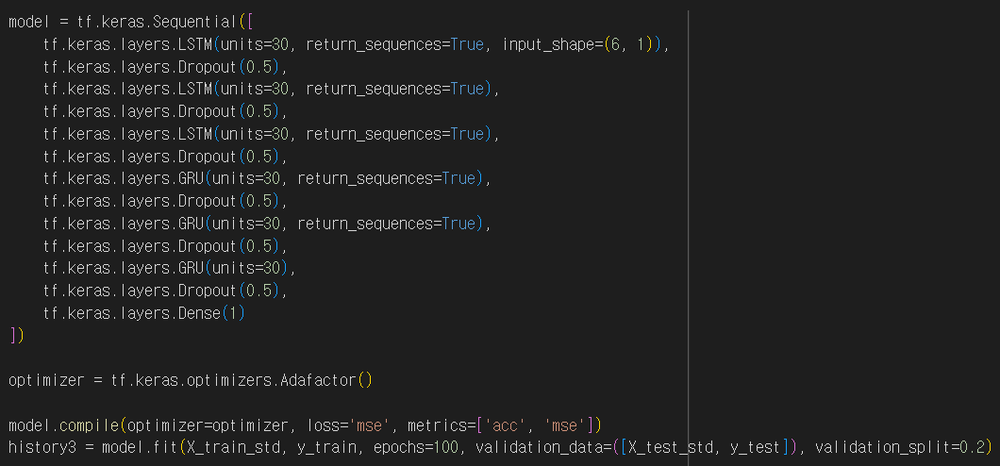 model = tf.keras.Sequential([
    tf.keras.layers.LSTM(units=30, return_sequences=True, input_shape=(6, 1)),
    tf.keras.layers.Dropout(0.5),
    tf.keras.layers.LSTM(units=30, return_sequences=True),
    tf.keras.layers.Dropout(0.5),
    tf.keras.layers.LSTM(units=30, return_sequences=True),
    tf.keras.layers.Dropout(0.5),
    tf.keras.layers.GRU(units=30, return_sequences=True),
    tf.keras.layers.Dropout(0.5),
    tf.keras.layers.GRU(units=30, return_sequences=True),
    tf.keras.layers.Dropout(0.5),
    tf.keras.layers.GRU(units=30),
    tf.keras.layers.Dropout(0.5),
    tf.keras.layers.Dense(1)
])

optimizer = tf.keras.optimizers.Adafactor()

model.compile(optimizer=optimizer, loss='mse', metrics=['acc', 'mse'])
history3 = model.fit(X_train_std, y_train, epochs=100, validation_data=([X_test_std, y_test]), validation_split=0.2)